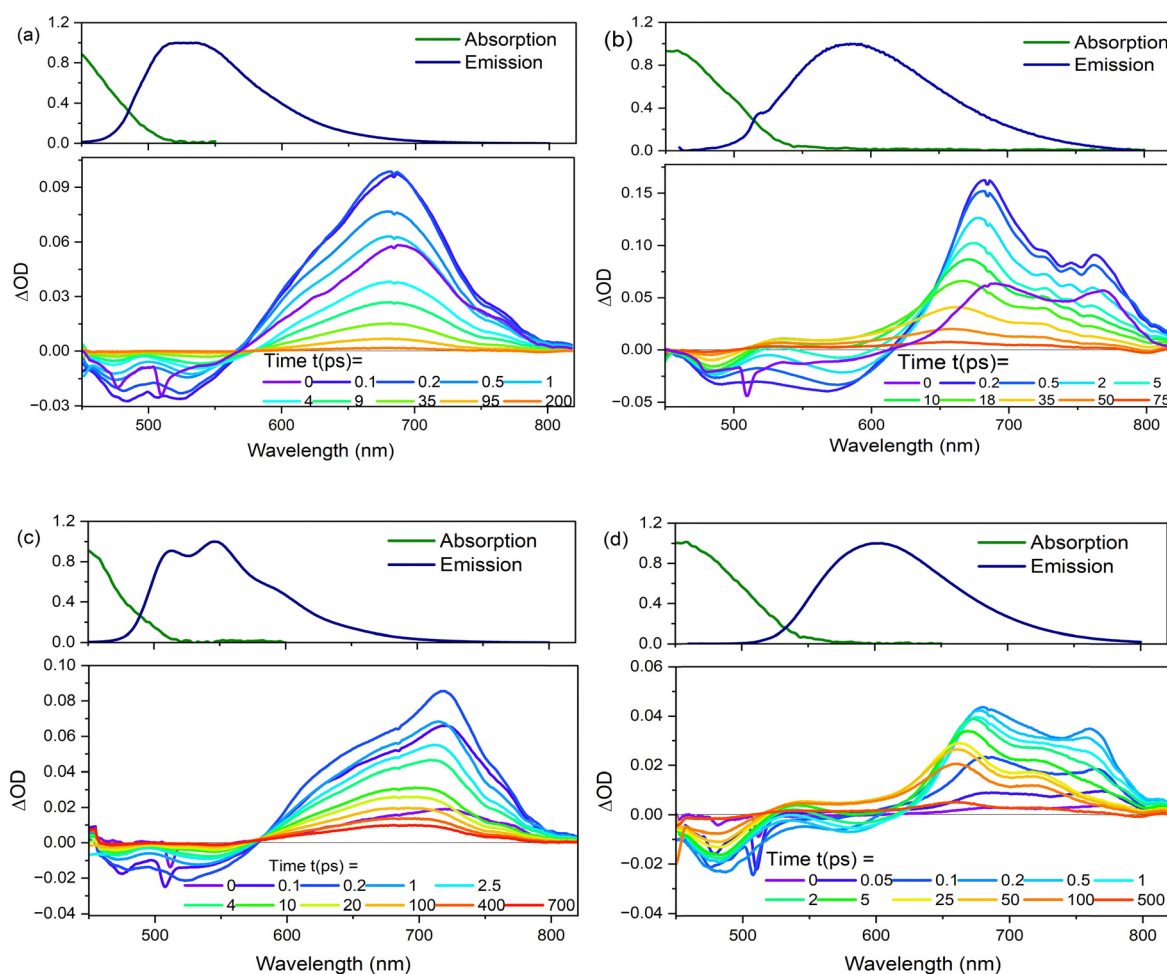 (a)
1.2
0.8
0.4
0.0
Absorption
Emission
0.09
0.06
0.03
0.00
−0.03
ΔOD
Time t(ps)=
0 0.1 0.2 0.5 1
4 9 35 95 200
500 600 700 800
Wavelength (nm)
(b)
1.2
0.8
0.4
0.0
Absorption
Emission
0.15
0.10
0.05
0.00
−0.05
ΔOD
Time t(ps)=
0 0.2 0.5 2 5
10 18 35 50 75
500 600 700 800
Wavelength (nm)
(c)
1.2
0.8
0.4
0.0
Absorption
Emission
0.10
0.08
0.06
0.04
0.02
0.00
−0.02
−0.04
ΔOD
Time t(ps) =
0 0.1 0.2 1 2.5
4 10 20 100 400 700
500 600 700 800
Wavelength (nm)
(d)
1.2
0.8
0.4
0.0
Absorption
Emission
0.06
0.04
0.02
0.00
−0.02
−0.04
ΔOD
Time t(ps) =
0 0.05 0.1 0.2 0.5 1
2 5 25 50 100 500
500 600 700 800
Wavelength (nm)